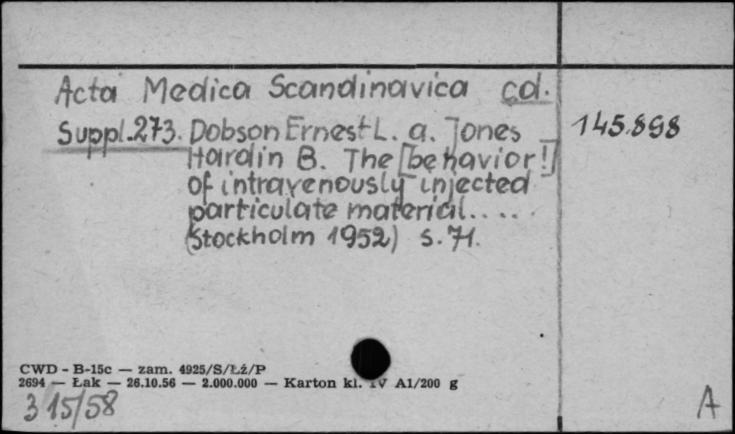 Acta Medica Scandinavica cd.
Suppl. 273. Dobson Ernest L. a. Jones 145.898
Hardin B. The [behavior!]
of intravenously injected
particulate material.....
(Stockholm 1952) s. 71.
CWD - B-15c — zam. 4925/S/Łź/P
2694 — Łak — 26.10.56 — 2.000.000 — Karton kl. IV A1/200 g
315/58
A